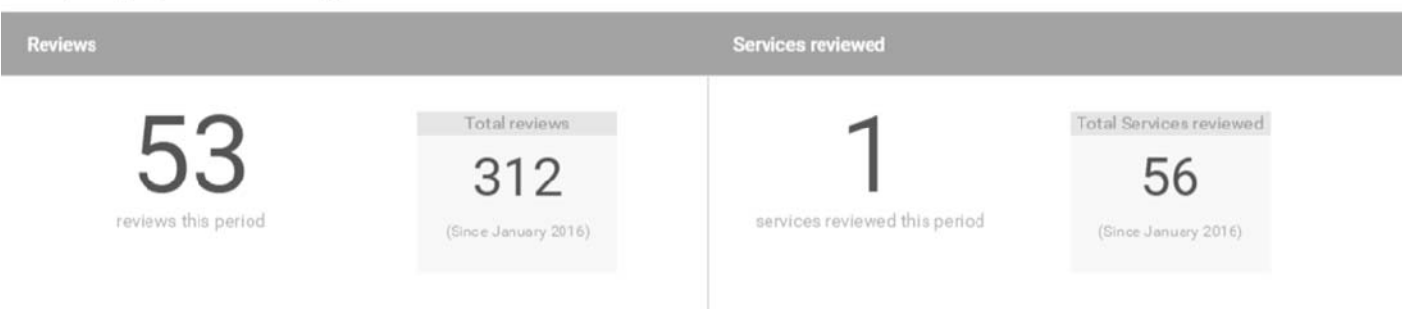 Reviews
Services reviewed
53
reviews this period
Total reviews
312
(Since January 2016)
1
services reviewed this period
Total Services reviewed
56
(Since January 2016)